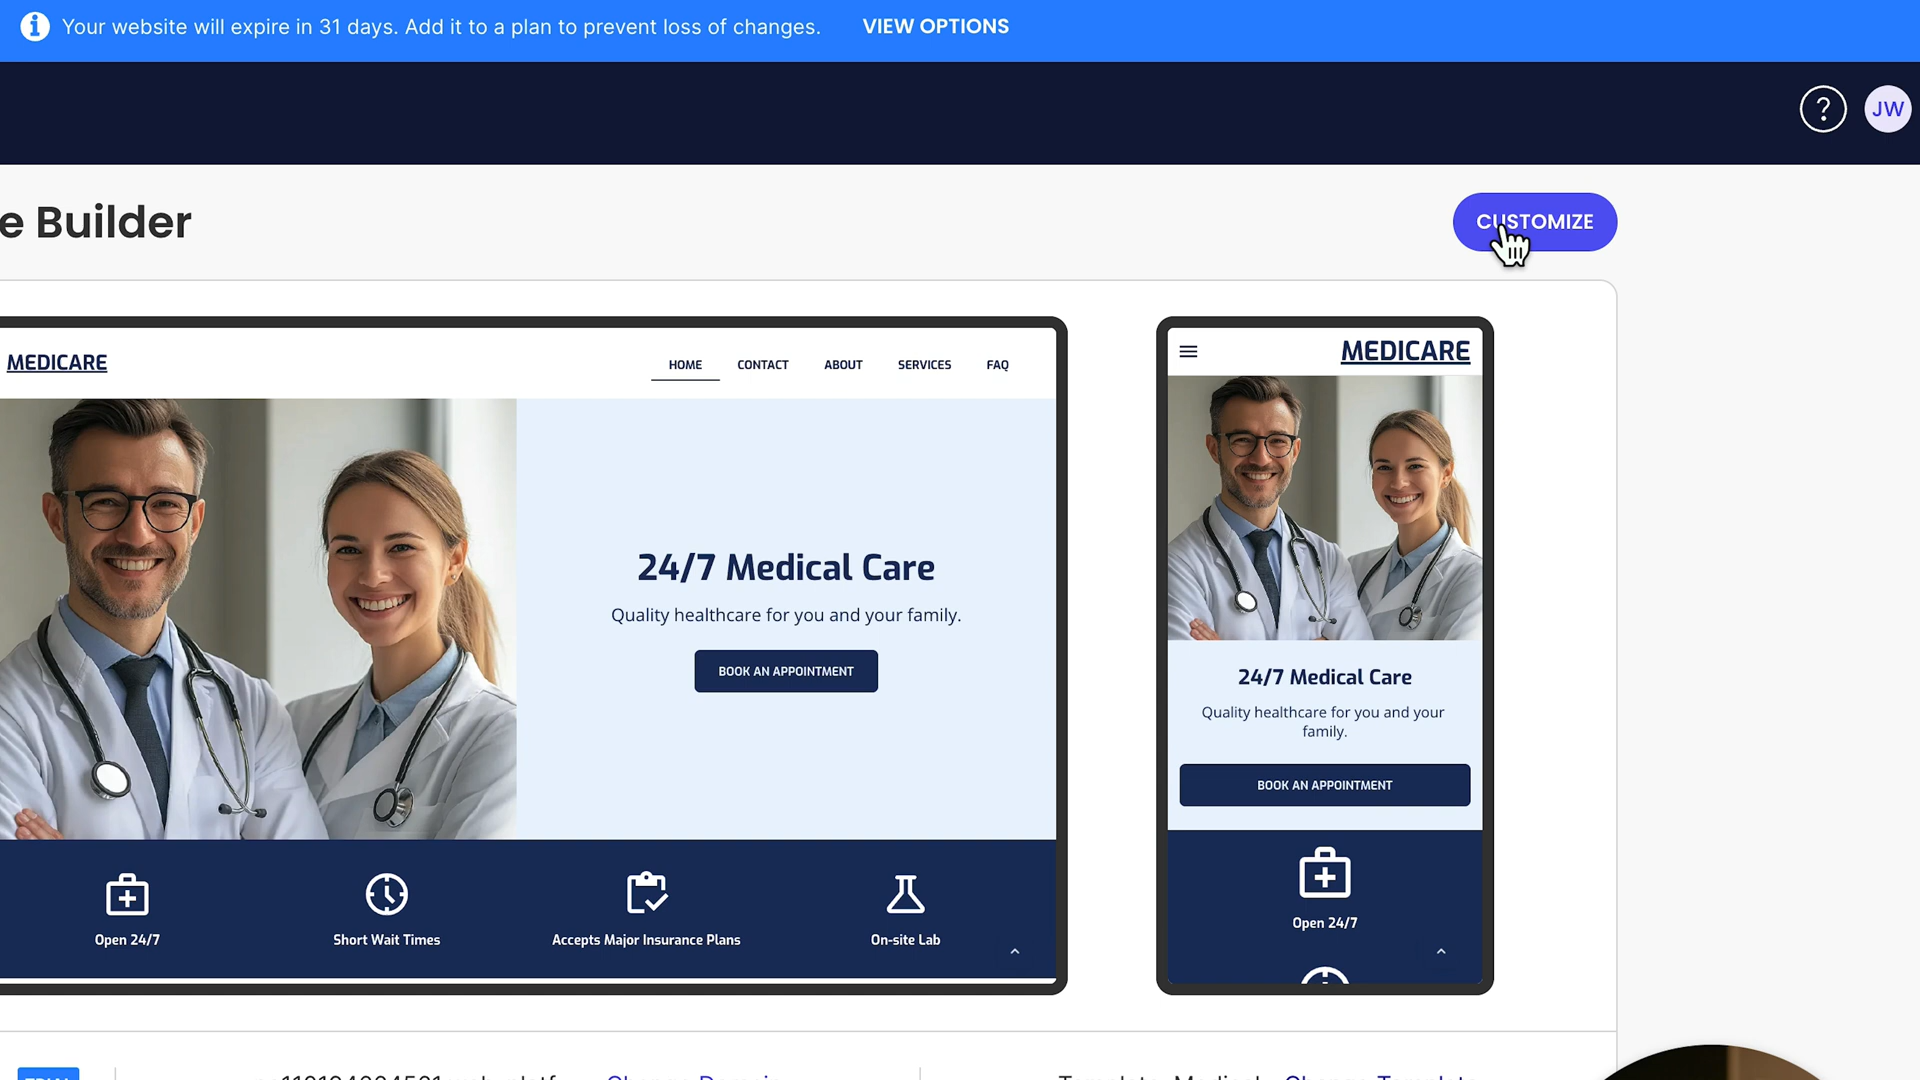 Your website will expire in 31 days. Add it to a plan to prevent loss of changes. VIEW OPTIONS
? JW
e Builder
CUSTOMIZE
MEDICARE
HOME CONTACT ABOUT SERVICES FAQ
24/7 Medical Care
Quality healthcare for you and your family.
BOOK AN APPOINTMENT
Open 24/7
Short Wait Times
Accepts Major Insurance Plans
On-site Lab
MEDICARE
24/7 Medical Care
Quality healthcare for you and your
family.
BOOK AN APPOINTMENT
Open 24/7
Change Domain
Template: Medical Change Template